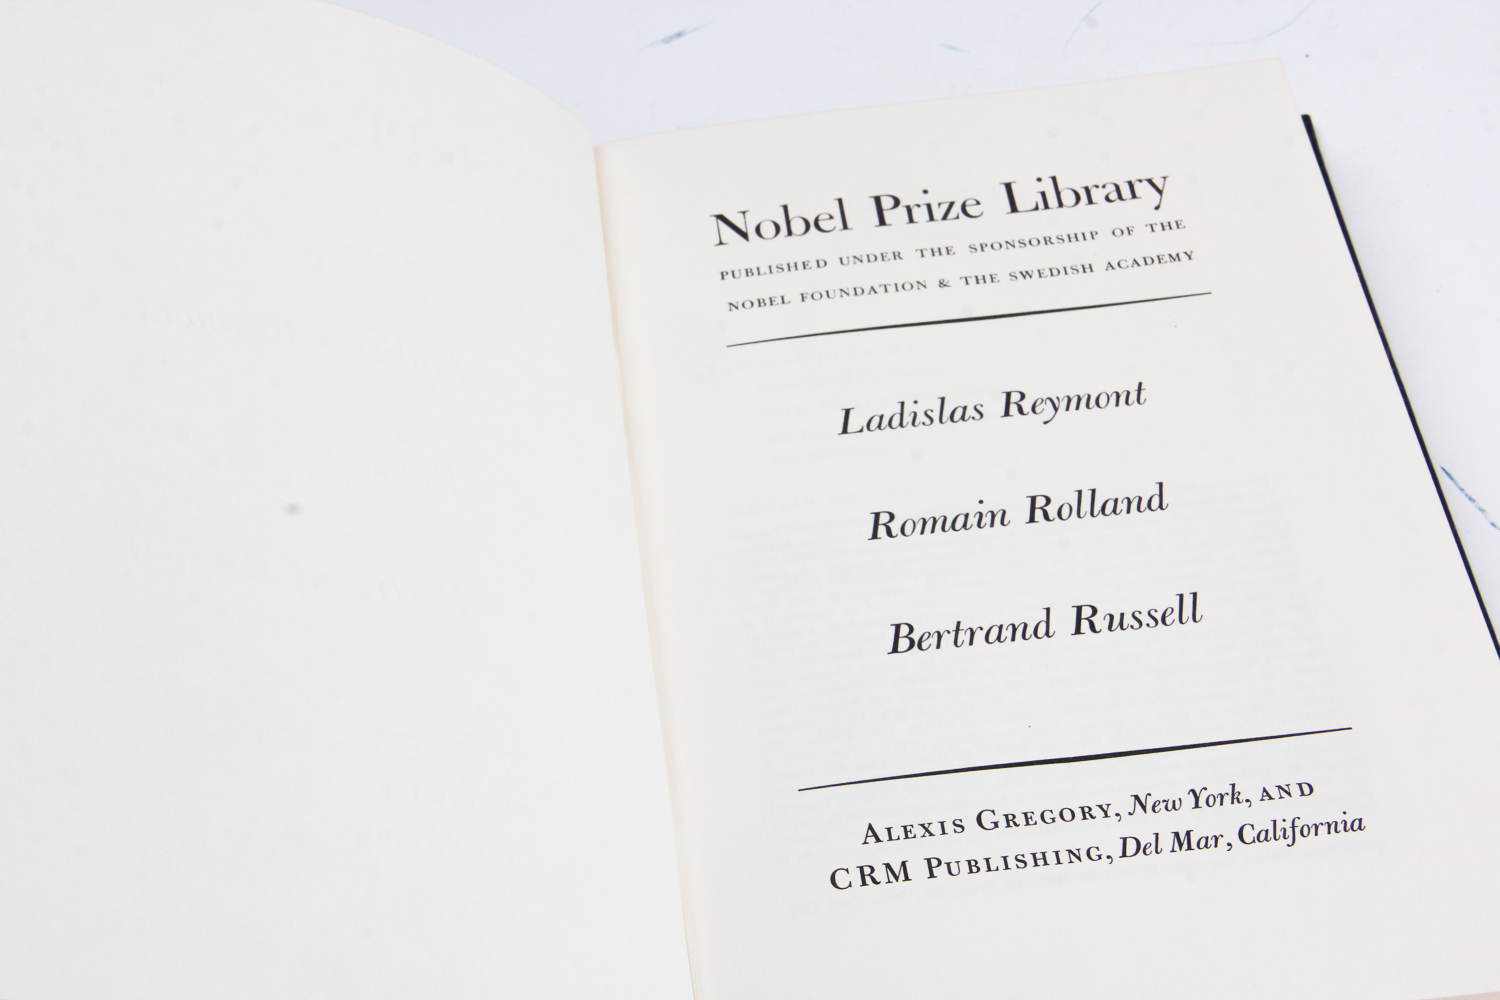 Nobel Prize Library
PUBLISHED UNDER THE SPONSORSHIP OF THE
NOBEL FOUNDATION & THE SWEDISH ACADEMY
Ladislas Reymont
Romain Rolland
Bertrand Russell
ALEXIS GREGORY, New York, AND
CRM PUBLISHING, Del Mar, California